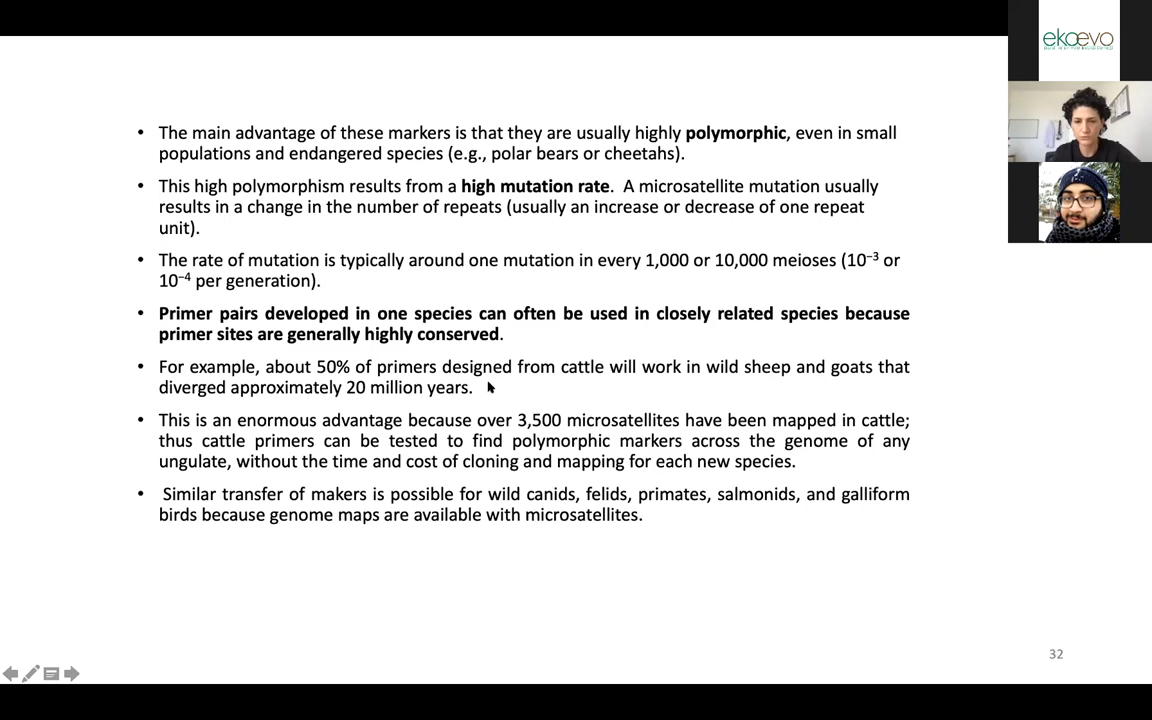 ekoevo
• The main advantage of these markers is that they are usually highly polymorphic, even in small
populations and endangered species (e.g., polar bears or cheetahs).
• This high polymorphism results from a high mutation rate.  A microsatellite mutation usually
results in a change in the number of repeats (usually an increase or decrease of one repeat
unit).
• The rate of mutation is typically around one mutation in every 1,000 or 10,000 meioses (10⁻³ or
10⁻⁴ per generation).
• Primer pairs developed in one species can often be used in closely related species because
primer sites are generally highly conserved.
• For example, about 50% of primers designed from cattle will work in wild sheep and goats that
diverged approximately 20 million years.
• This is an enormous advantage because over 3,500 microsatellites have been mapped in cattle;
thus cattle primers can be tested to find polymorphic markers across the genome of any
ungulate, without the time and cost of cloning and mapping for each new species.
• Similar transfer of makers is possible for wild canids, felids, primates, salmonids, and galliform
birds because genome maps are available with microsatellites.
32